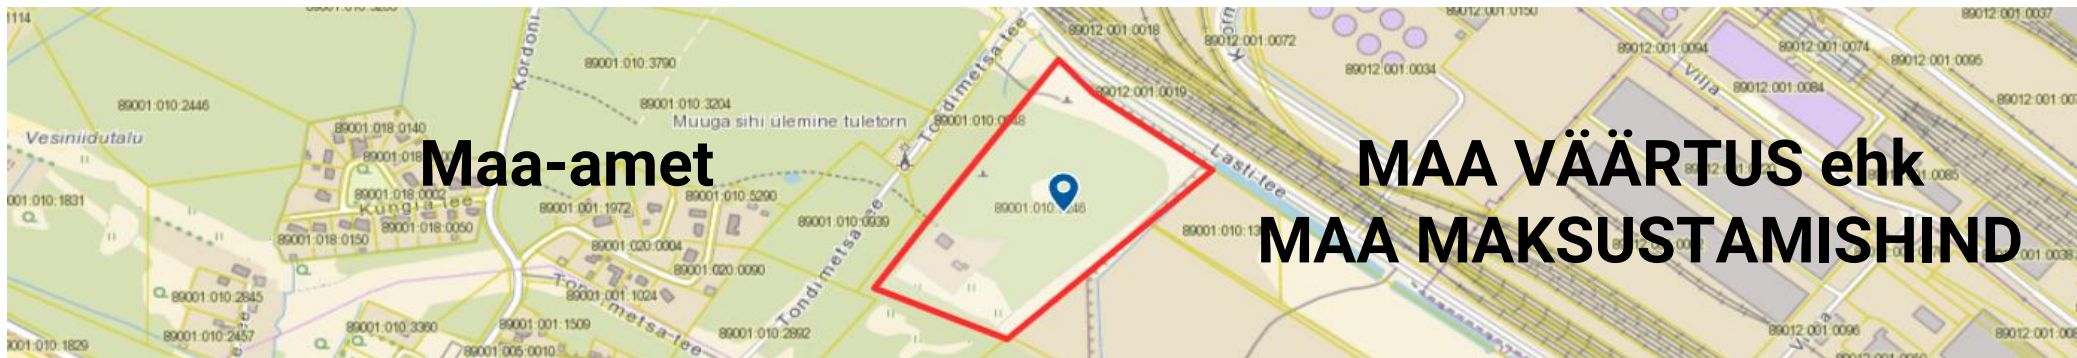 89012:001:0150
89012:001:0037
89012:001:0018
89012:001:0072
89012:001:0094
89012:001:0074
89012:001:0095
89001:010:3790
89012:001:0034
Kordoni
Tondimetsa tee
Vilja
89012:001:0084
89001:010:2446
89001:010:3204
89012:001:0019
Muuga sihi ülemine tuletorn
Vesiniidutalu
89001:018:0140
Maa-amet
Lasti-tee
MAA VÄÄRTUS ehk
89001:018:0002
89001:010:5290
Kungla tee
89001:001:1972
89001:010:1831
89001:018:0050
89001:010:0939
89001:018:0150
89001:020:0004
MAA MAKSUSTAMISHIND
89001:020:0090
Tondimetsa tee
89001:010:2845
89001:001:1024
Tondimetsa-tee
89001:010:3360
89001:001:1509
89001:010:2892
89001:010:2457
89012:001:0096
89001:010:1829
89001:005:0010